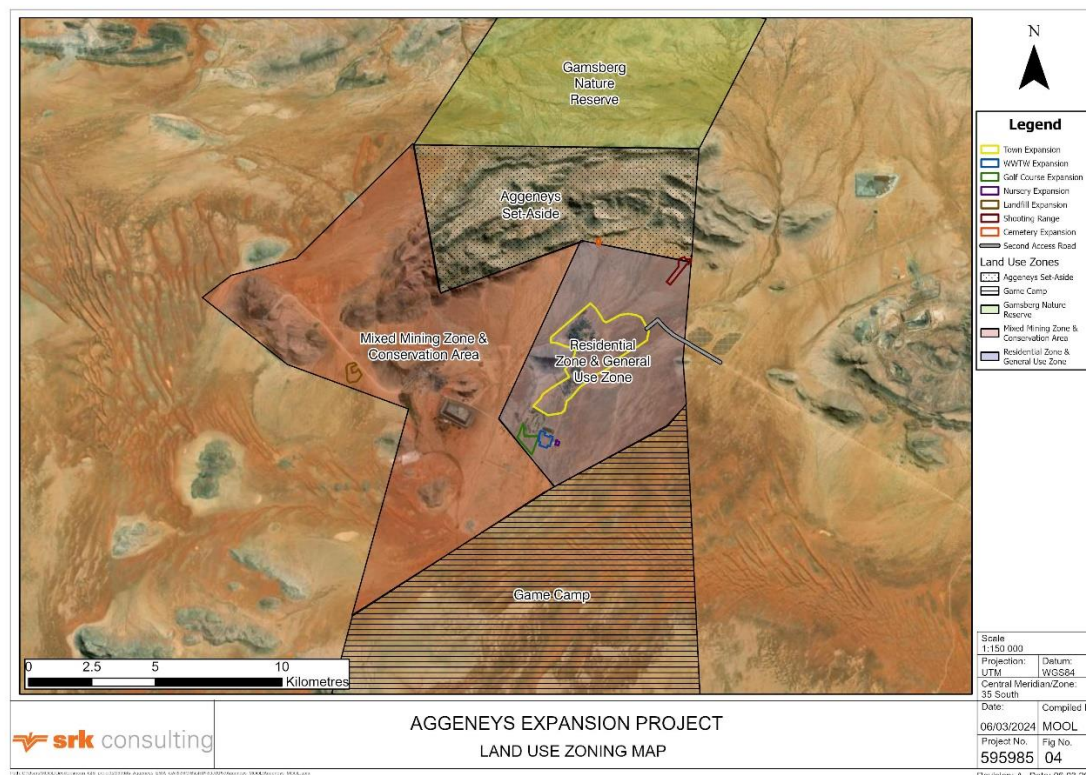 Gamsberg
Nature
Reserve
Aggeneys
Set-Aside
Mixed Mining Zone &
Conservation Area
Residential
Zone & General
Use Zone
Game Camp
0 2.5 5 10
Kilometres
N
Legend
Town Expansion
WWTW Expansion
Golf Course Expansion
Nursery Expansion
Landfill Expansion
Shooting Range
Cemetery Expansion
Second Access Road
Land Use Zones
Aggeneys Set-Aside
Game Camp
Gamsberg Nature
Reserve
Mixed Mining Zone &
Conservation Area
Residential Zone &
General Use Zone
Scale
1:150 000
Projection: Datum:
UTM WGS84
Central Meridian/Zone:
35 South
Date: Compiled
06/03/2024 MOOL
Project No. Fig No.
595985 04
srk consulting
AGGENEYS EXPANSION PROJECT
LAND USE ZONING MAP